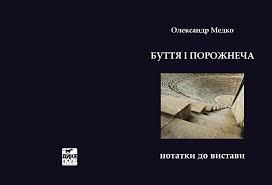 Олександр Медко
БУТТЯ І ПОРОЖНЕЧА
нотатки до вистави